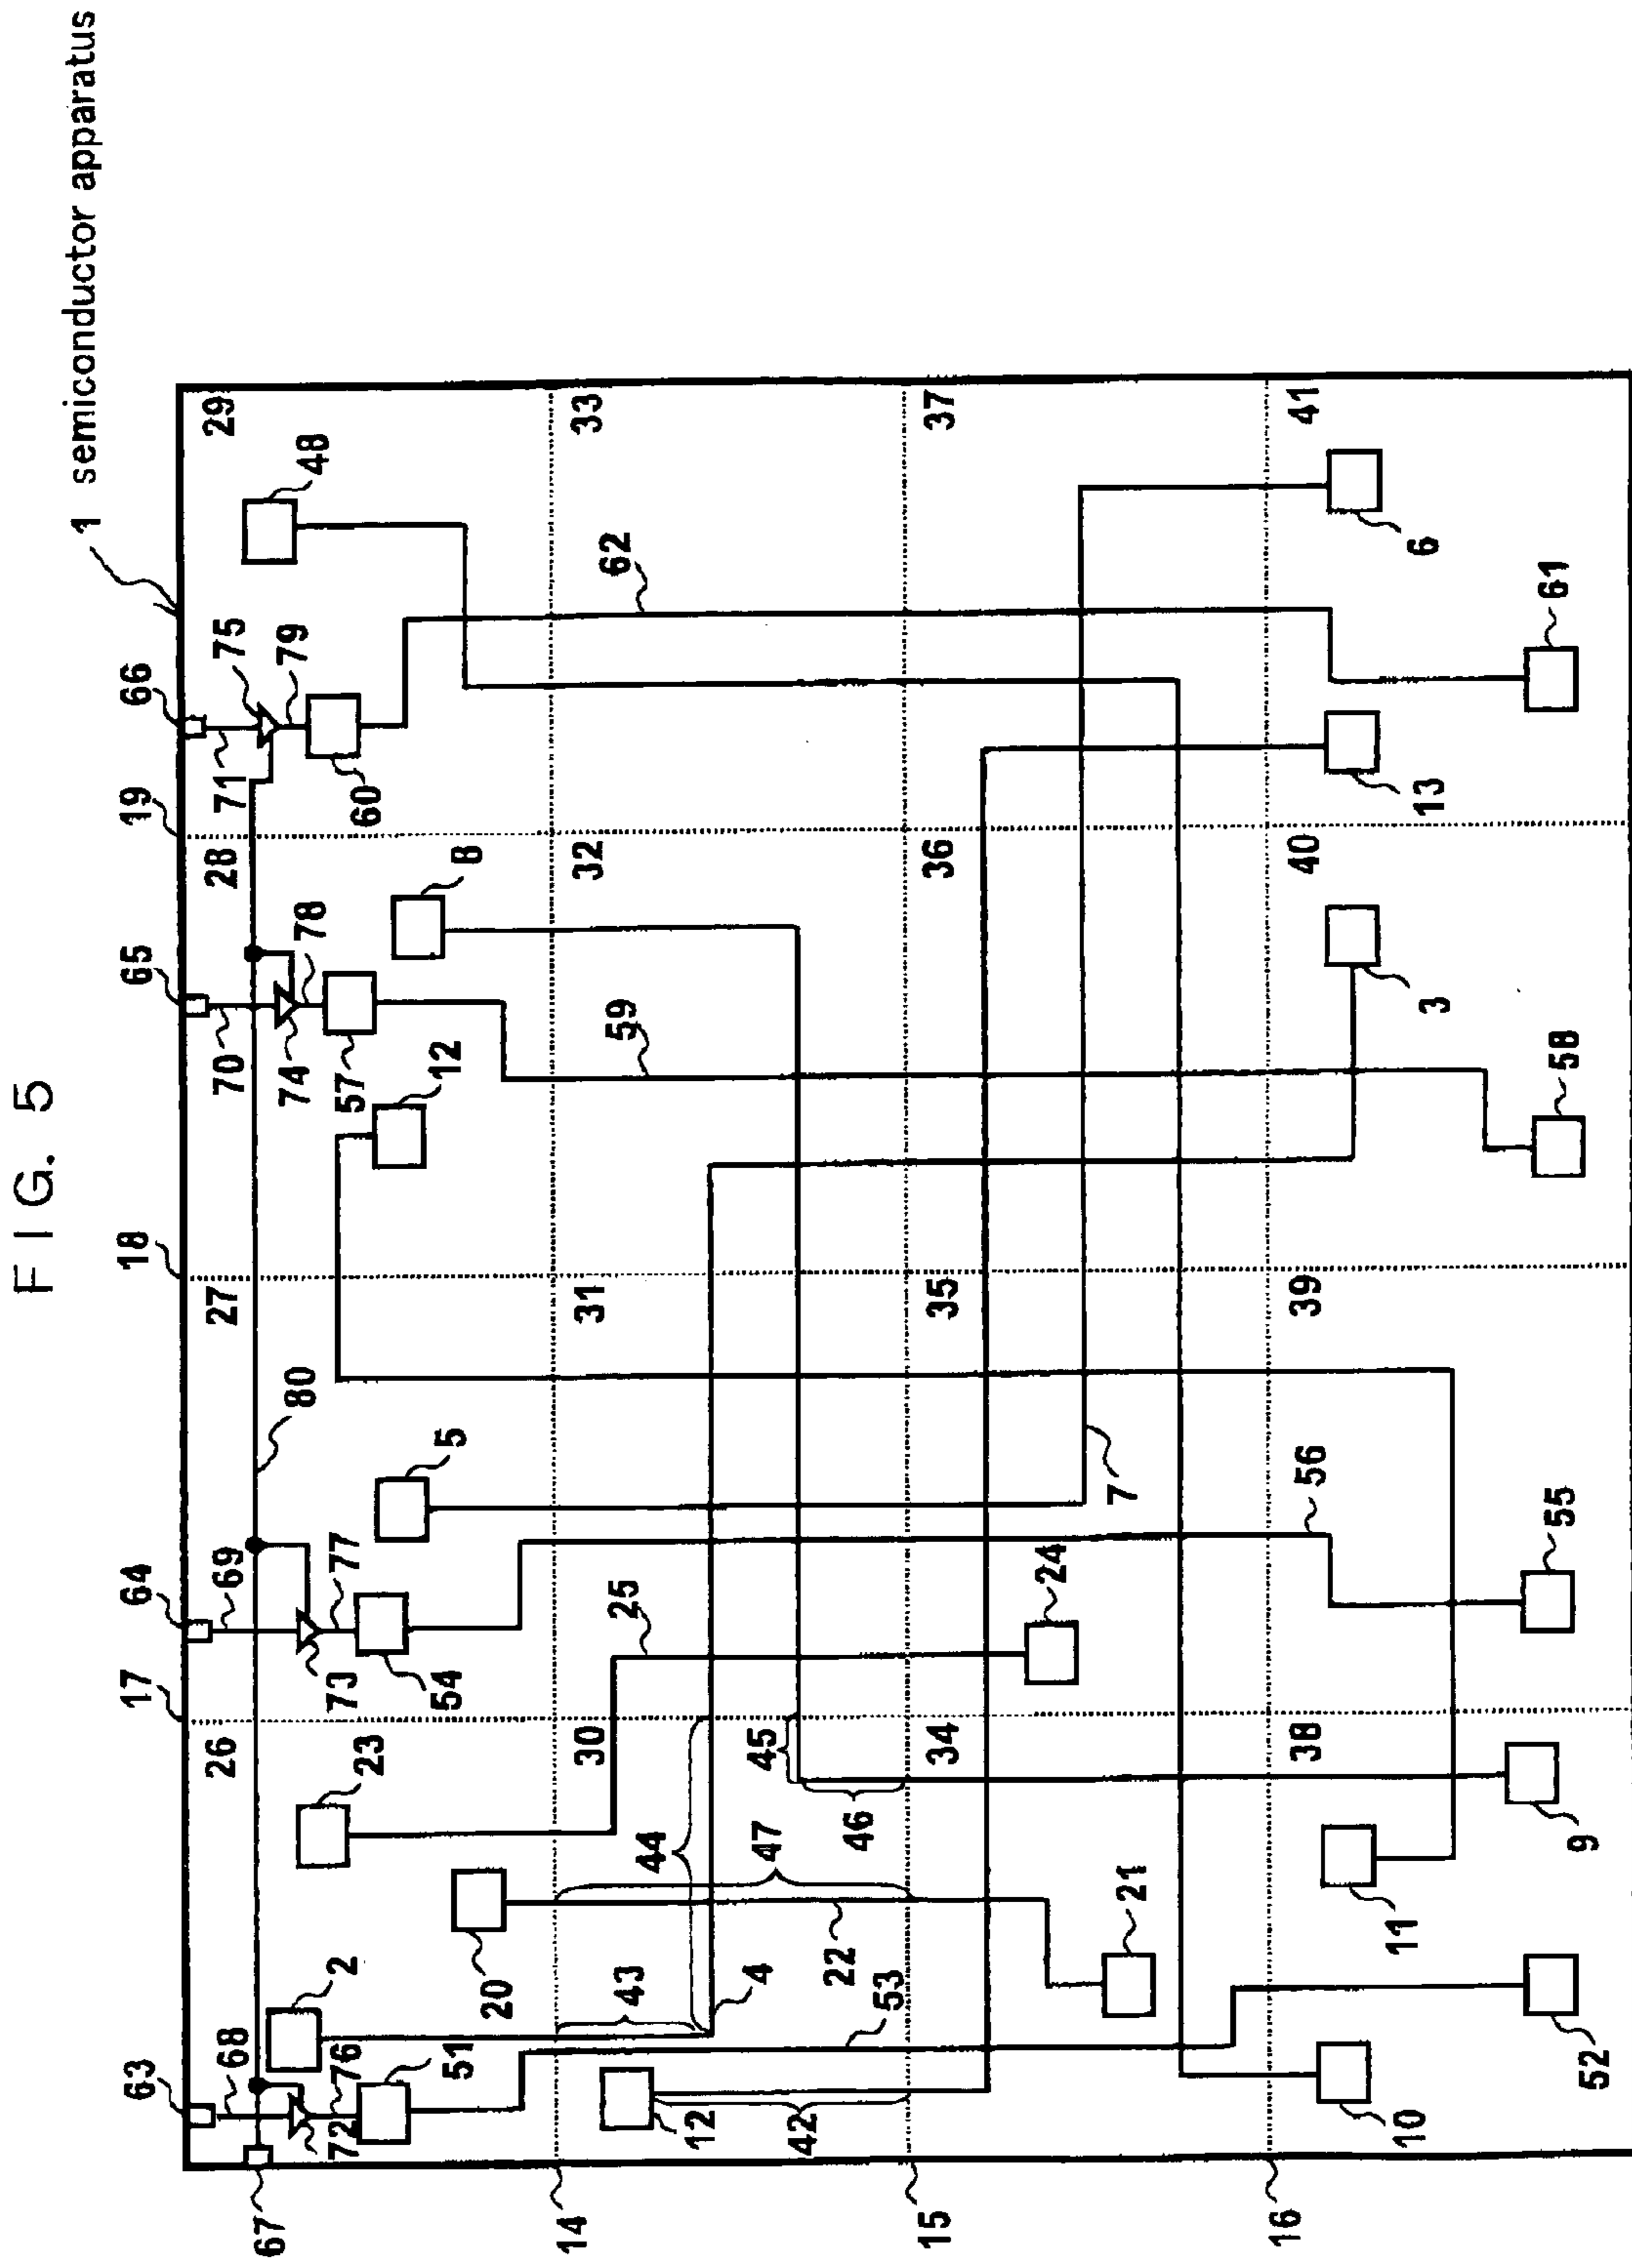 FIG. 5
1 semiconductor apparatus
63 17 64 18 65 19 66
68 26 69 27 70 28 71 75 29
67 80 74 78 79 48
72 76 2 73 77 57
23 60
51 54 5 12 8
20
14 30 31 32 33
43 25 59 62
44
12
4 47 45
42
22 46
53
15 34 35 36 37
24
21 7
16 38 56 39 40 41
10 11 3 13 6
52 9 55 58 61